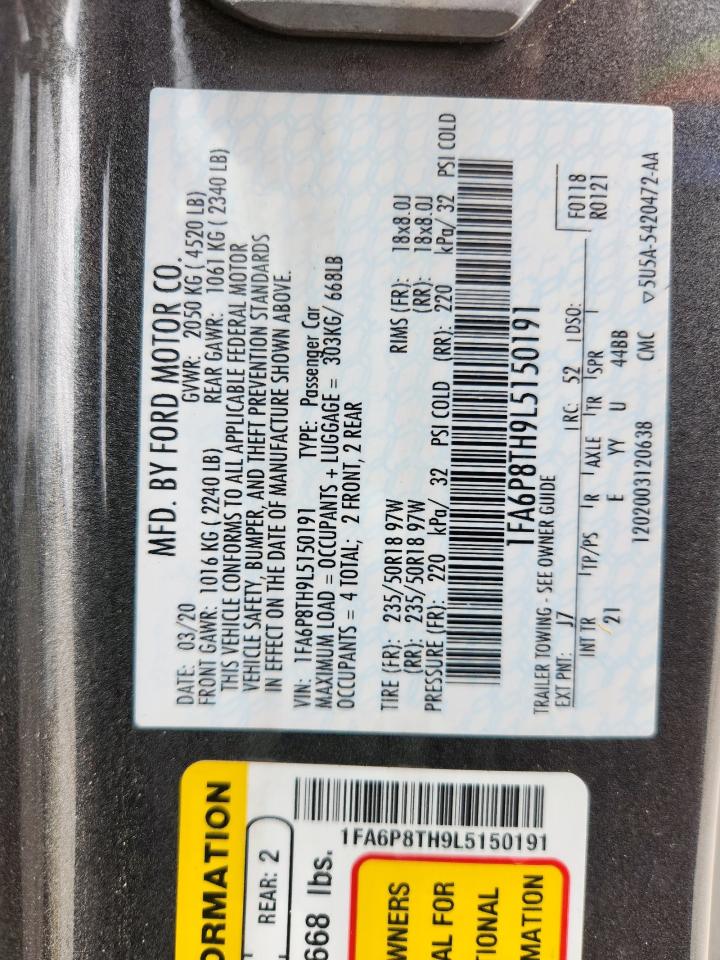 MFD. BY FORD MOTOR CO.
DATE: 03/20 GVWR: 2050 KG ( 4520 LB)
FRONT GAWR: 1016 KG ( 2240 LB) REAR GAWR: 1061 KG ( 2340 LB)
THIS VEHICLE CONFORMS TO ALL APPLICABLE FEDERAL MOTOR
VEHICLE SAFETY, BUMPER, AND THEFT PREVENTION STANDARDS
IN EFFECT ON THE DATE OF MANUFACTURE SHOWN ABOVE.
VIN: 1FA6P8TH9L5150191 TYPE: Passenger Car
MAXIMUM LOAD = OCCUPANTS + LUGGAGE = 303KG/ 668LB
OCCUPANTS = 4 TOTAL; 2 FRONT, 2 REAR
TIRE (FR): 235/50R18 97W RIMS (FR): 18x8.0J
(RR): 235/50R18 97W (RR): 18x8.0J
PRESSURE (FR): 220 kPa/ 32 PSI COLD (RR): 220 kPa/ 32 PSI COLD
1FA6P8TH9L5150191
TRAILER TOWING - SEE OWNER GUIDE
EXT PNT: J7 RC: 52 DSO: F0118
R0121
INT TR TP/PS R AXLE TR SPR
/21 E YY U 44BB
1202003120638 CMC ▽5U5A-5420472-AA
ORMATION
REAR: 2
668 lbs.
1FA6P8TH9L5150191
WNERS
AL FOR
TIONAL
MATION